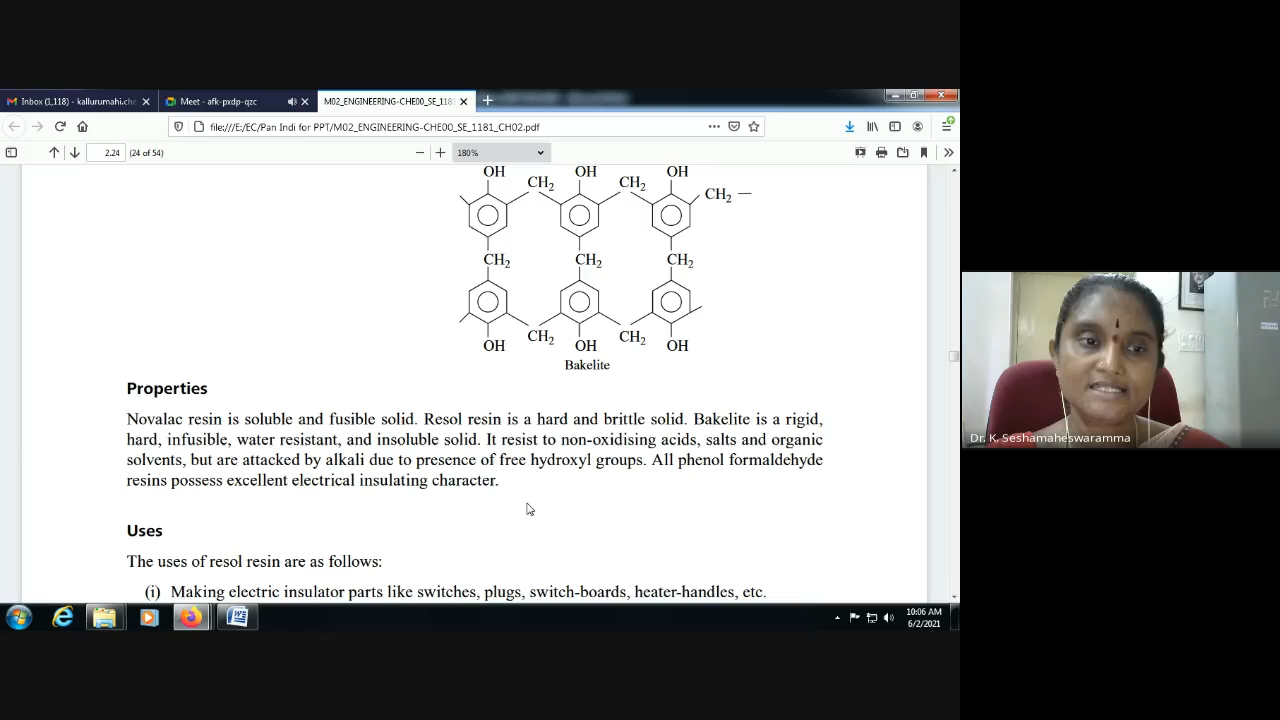 Inbox (1,118) - kallurumahi.che
Meet - afk-pxdp-qzc
M02_ENGINEERING-CHE00_SE_1181
file:///E:/EC/Pan Indi for PPT/M02_ENGINEERING-CHE00_SE_1181_CH02.pdf
2.24 (24 of 54) 180%
OH OH OH
CH2 CH2 CH2 —
CH2 CH2 CH2
CH2 CH2
OH OH OH
Bakelite
Properties
Novalac resin is soluble and fusible solid. Resol resin is a hard and brittle solid. Bakelite is a rigid,
hard, infusible, water resistant, and insoluble solid. It resist to non-oxidising acids, salts and organic
solvents, but are attacked by alkali due to presence of free hydroxyl groups. All phenol formaldehyde
resins possess excellent electrical insulating character.
Uses
The uses of resol resin are as follows:
(i) Making electric insulator parts like switches, plugs, switch-boards, heater-handles, etc.
10:06 AM
6/2/2021
Dr. K. Seshamaheswaramma